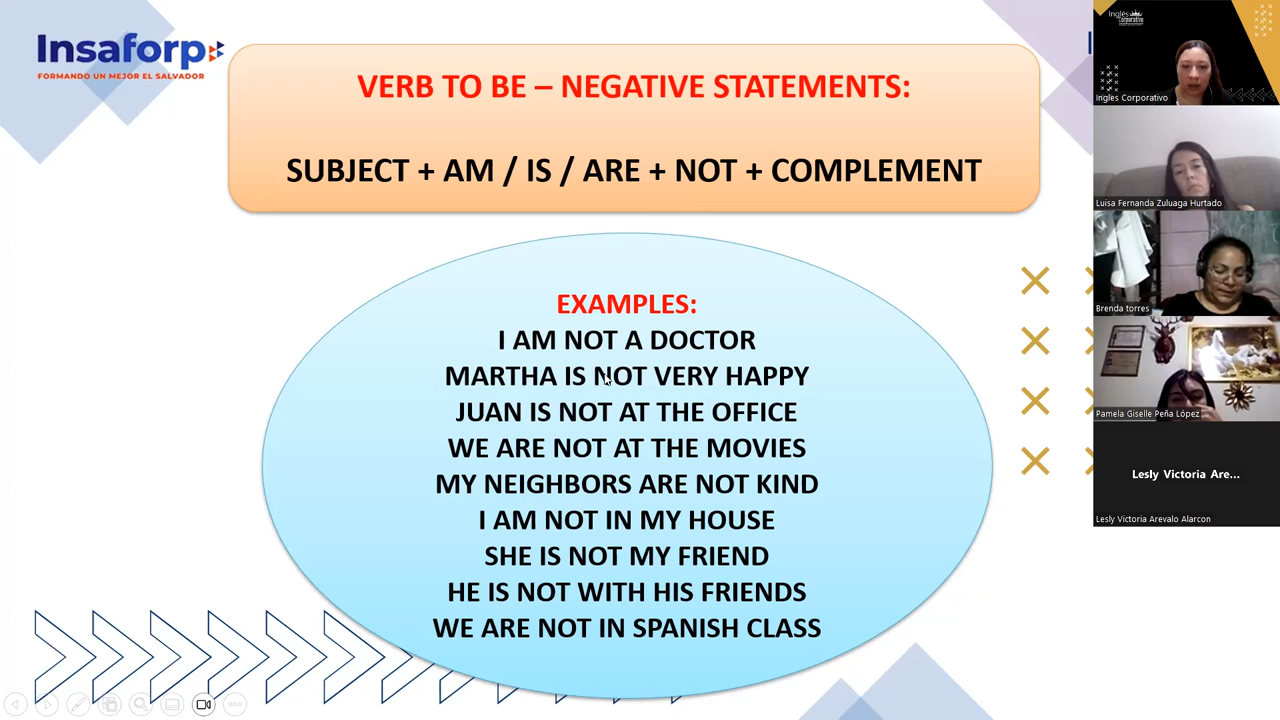 Insaforp
FORMANDO UN MEJOR EL SALVADOR
VERB TO BE – NEGATIVE STATEMENTS:
SUBJECT + AM / IS / ARE + NOT + COMPLEMENT
EXAMPLES:
I AM NOT A DOCTOR
MARTHA IS NOT VERY HAPPY
JUAN IS NOT AT THE OFFICE
WE ARE NOT AT THE MOVIES
MY NEIGHBORS ARE NOT KIND
I AM NOT IN MY HOUSE
SHE IS NOT MY FRIEND
HE IS NOT WITH HIS FRIENDS
WE ARE NOT IN SPANISH CLASS
Inglés
Corporativo
Ingles Corporativo
Luisa Fernanda Zuluaga Hurtado
Brenda torres
Pamela Giselle Peña López
Lesly Victoria Are...
Lesly Victoria Arevalo Alarcon